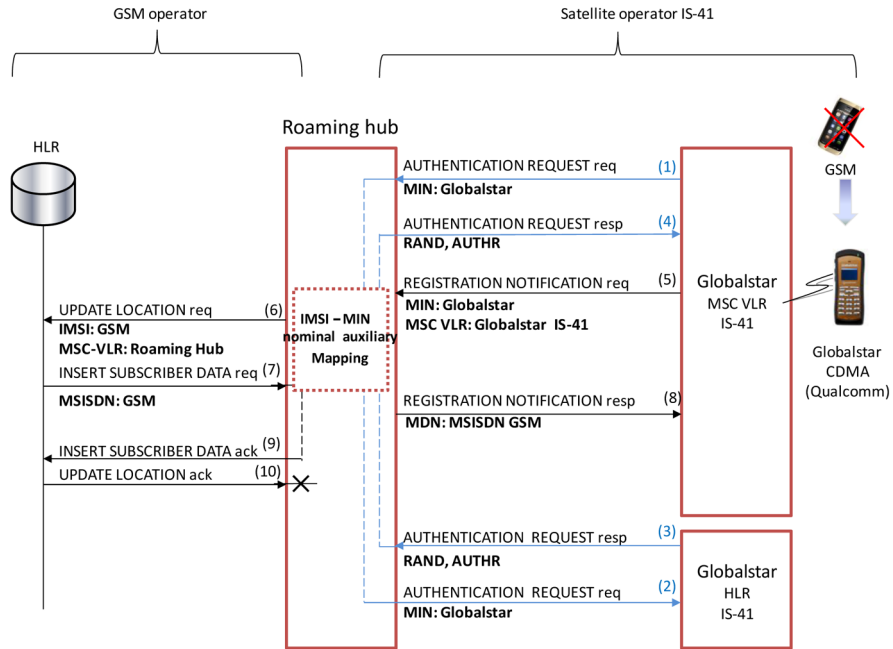 GSM operator
Satellite operator IS-41
Roaming hub
HLR
AUTHENTICATION REQUEST req (1)
MIN: Globalstar
GSM
AUTHENTICATION REQUEST resp (4)
RAND, AUTHR
REGISTRATION NOTIFICATION req (5)
MIN: Globalstar
MSC VLR: Globalstar IS-41
Globalstar
MSC VLR
IS-41
UPDATE LOCATION req (6)
IMSI: GSM
MSC-VLR: Roaming Hub
IMSI – MIN
nominal auxiliary
Mapping
INSERT SUBSCRIBER DATA req (7)
MSISDN: GSM
Globalstar
CDMA
(Qualcomm)
REGISTRATION NOTIFICATION resp (8)
MDN: MSISDN GSM
INSERT SUBSCRIBER DATA ack (9)
UPDATE LOCATION ack (10)
AUTHENTICATION REQUEST resp (3)
RAND, AUTHR
AUTHENTICATION REQUEST req (2)
MIN: Globalstar
Globalstar
HLR
IS-41